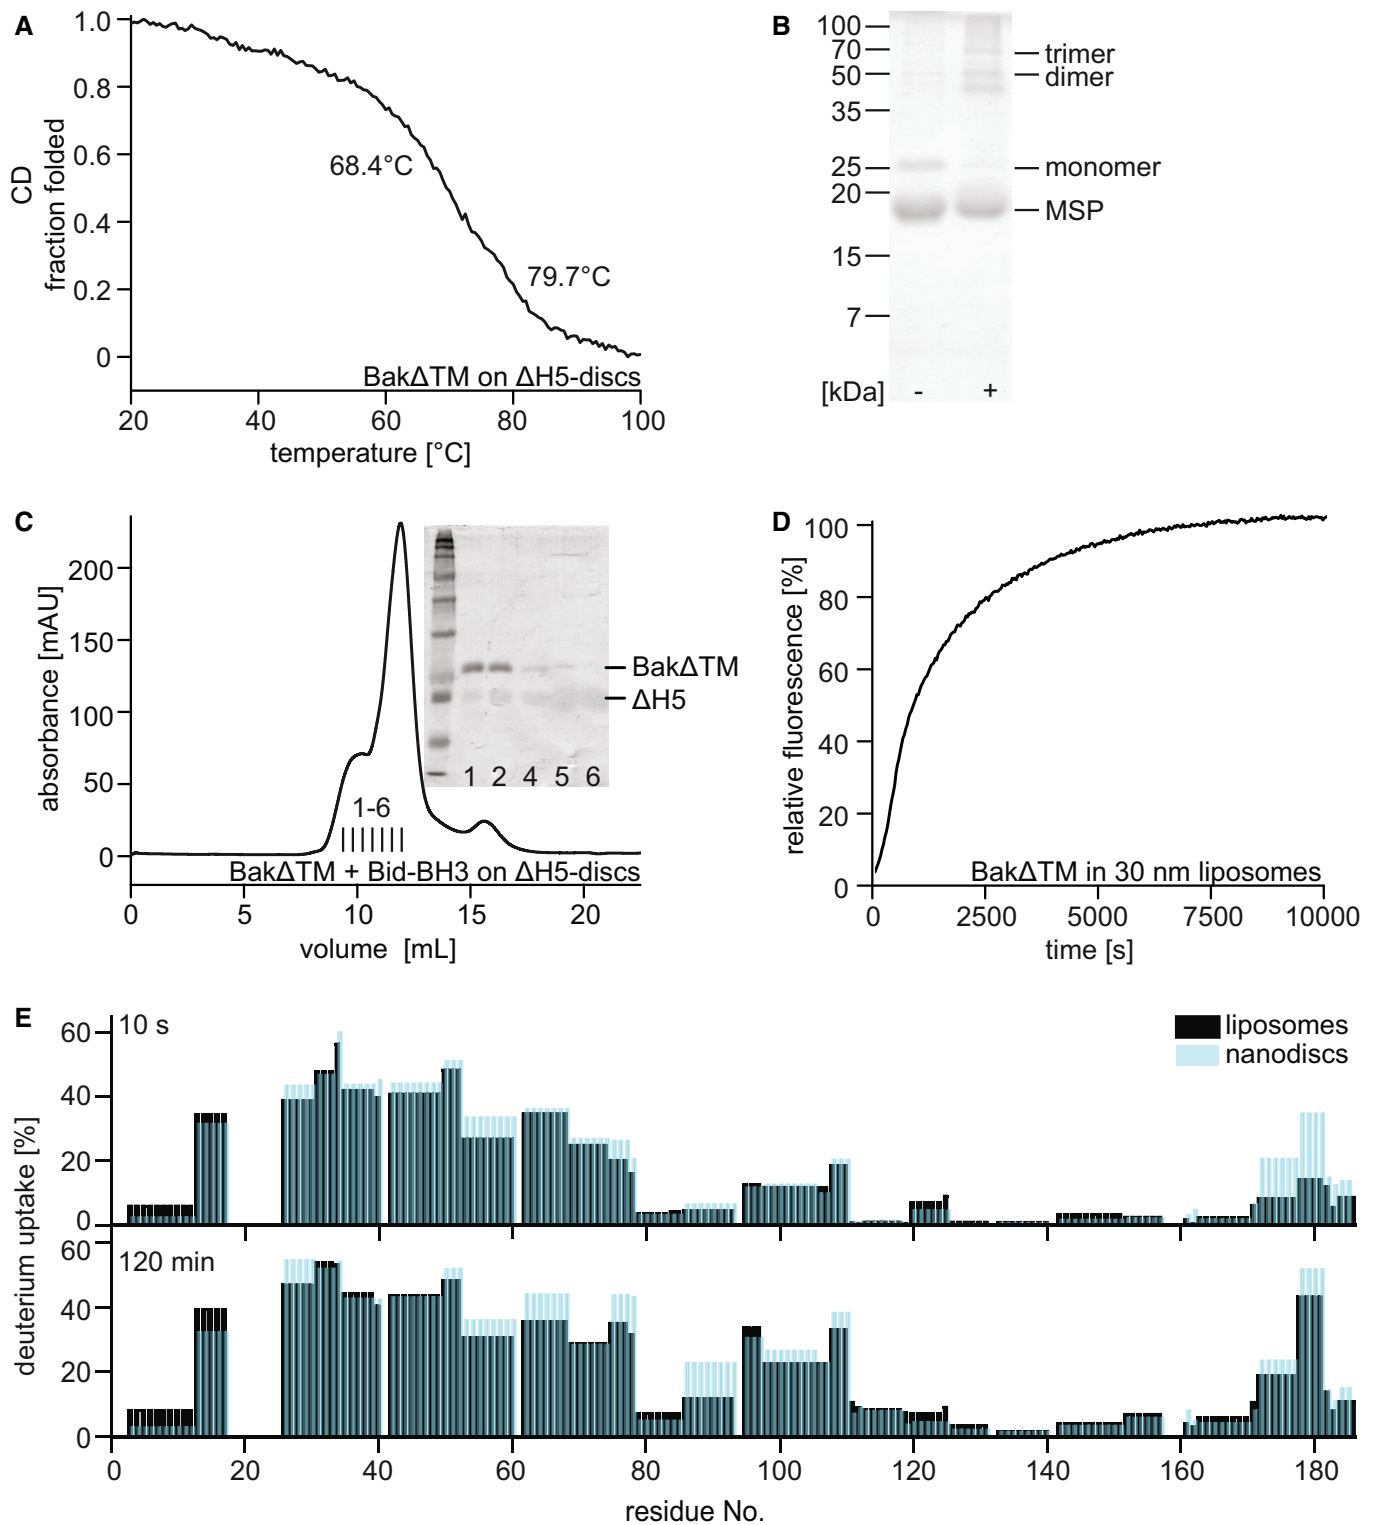 A
1.0
0.8
0.6
0.4
0.2
0
CD
fraction folded
68.4°C
79.7°C
BakΔTM on ΔH5-discs
20 40 60 80 100
temperature [°C]
B
100
70
50
35
25
20
15
7
[kDa] - +
trimer
dimer
monomer
MSP
C
200
150
100
50
0
absorbance [mAU]
1-6
BakΔTM + Bid-BH3 on ΔH5-discs
0 5 10 15 20
volume [mL]
1 2 4 5 6
BakΔTM
ΔH5
D
100
80
60
40
20
0
relative fluorescence [%]
BakΔTM in 30 nm liposomes
0 2500 5000 7500 10000
time [s]
E
10 s
60
40
20
0
liposomes
nanodiscs
120 min
60
40
20
0
deuterium uptake [%]
0 20 40 60 80 100 120 140 160 180
residue No.